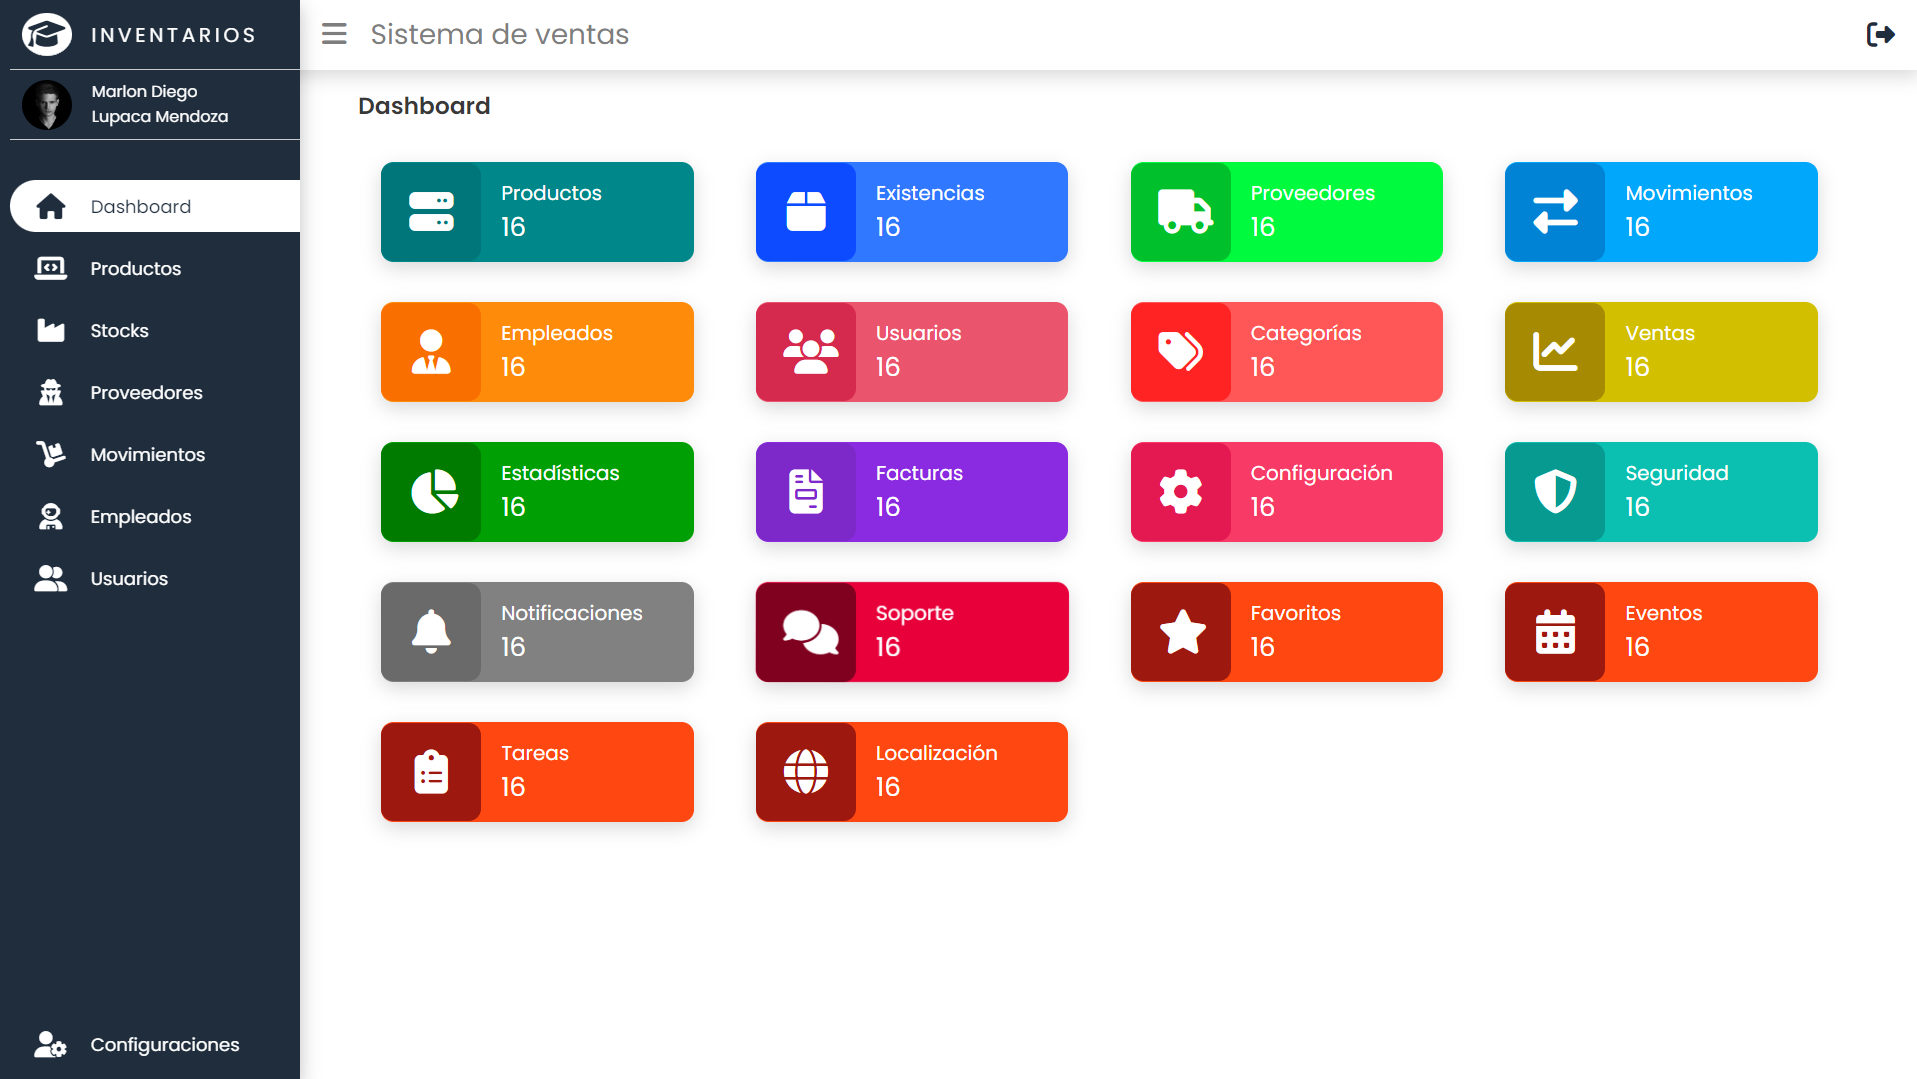 INVENTARIOS
Marlon Diego
Lupaca Mendoza
Dashboard
Productos
Stocks
Proveedores
Movimientos
Empleados
Usuarios
Configuraciones
Sistema de ventas
Dashboard
Productos
16
Existencias
16
Proveedores
16
Movimientos
16
Empleados
16
Usuarios
16
Categorías
16
Ventas
16
Estadísticas
16
Facturas
16
Configuración
16
Seguridad
16
Notificaciones
16
Soporte
16
Favoritos
16
Eventos
16
Tareas
16
Localización
16